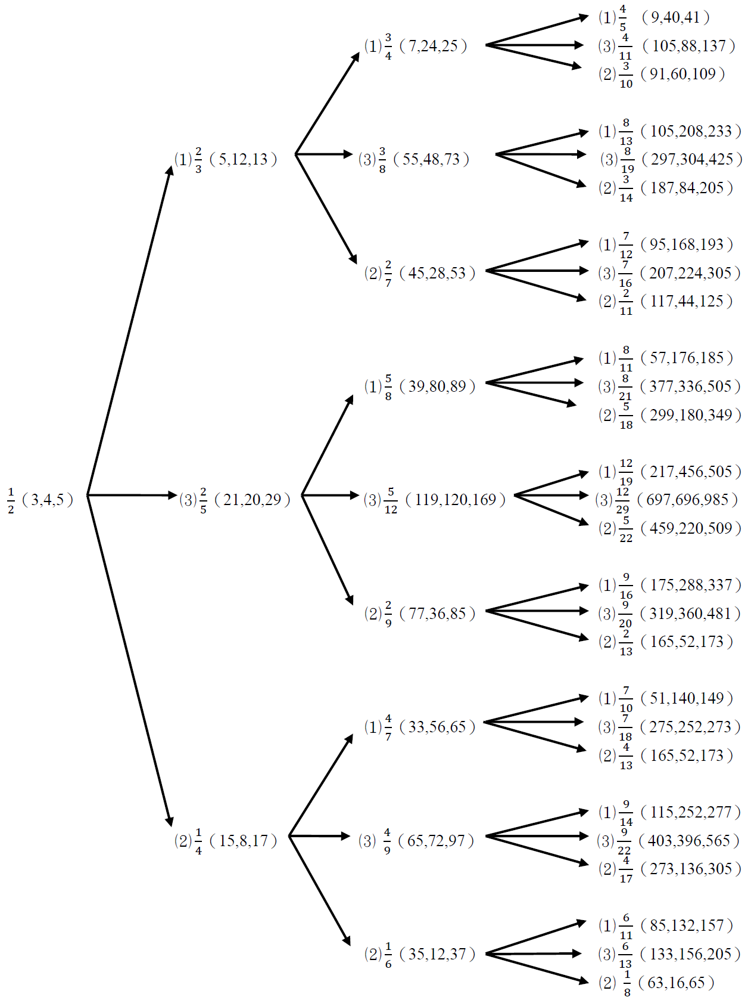 (1) 4/5 (9,40,41)
(1) 3/4 (7,24,25)
(3) 4/11 (105,88,137)
(2) 3/10 (91,60,109)
(1) 8/13 (105,208,233)
(1) 2/3 (5,12,13)
(3) 3/8 (55,48,73)
(3) 8/19 (297,304,425)
(2) 3/14 (187,84,205)
(1) 7/12 (95,168,193)
(2) 2/7 (45,28,53)
(3) 7/16 (207,224,305)
(2) 2/11 (117,44,125)
(1) 8/11 (57,176,185)
(1) 5/8 (39,80,89)
(3) 8/21 (377,336,505)
(2) 5/18 (299,180,349)
(1) 12/19 (217,456,505)
1/2 (3,4,5)
(3) 2/5 (21,20,29)
(3) 5/12 (119,120,169)
(3) 12/29 (697,696,985)
(2) 5/22 (459,220,509)
(1) 9/16 (175,288,337)
(2) 2/9 (77,36,85)
(3) 9/20 (319,360,481)
(2) 2/13 (165,52,173)
(1) 7/10 (51,140,149)
(1) 4/7 (33,56,65)
(3) 7/18 (275,252,273)
(2) 4/13 (165,52,173)
(1) 9/14 (115,252,277)
(2) 1/4 (15,8,17)
(3) 4/9 (65,72,97)
(3) 9/22 (403,396,565)
(2) 4/17 (273,136,305)
(1) 6/11 (85,132,157)
(2) 1/6 (35,12,37)
(3) 6/13 (133,156,205)
(2) 1/8 (63,16,65)